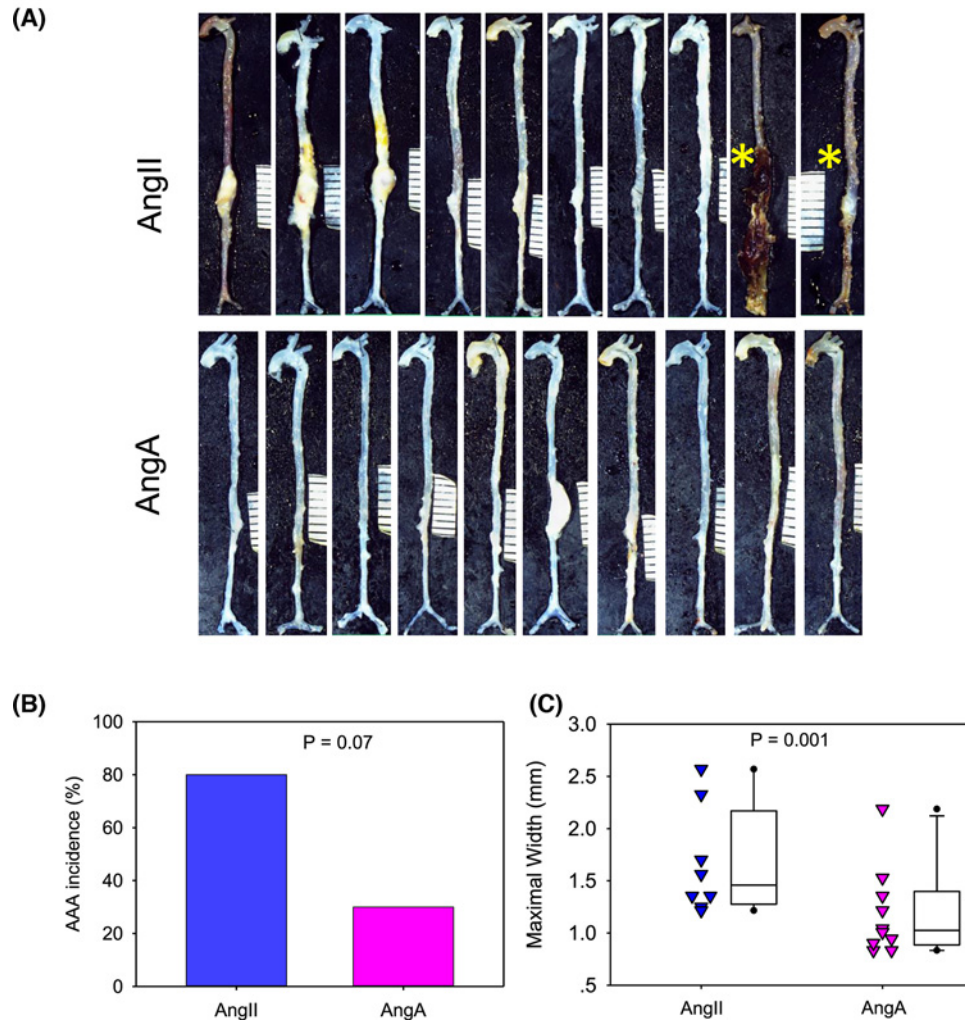 (A)
AngII
*
*
AngA
(B)
100
80
60
40
20
0
AAA incidence (%)
P = 0.07
AngII
AngA
(C)
3.0
2.5
2.0
1.5
1.0
.5
Maximal Width (mm)
P = 0.001
AngII
AngA